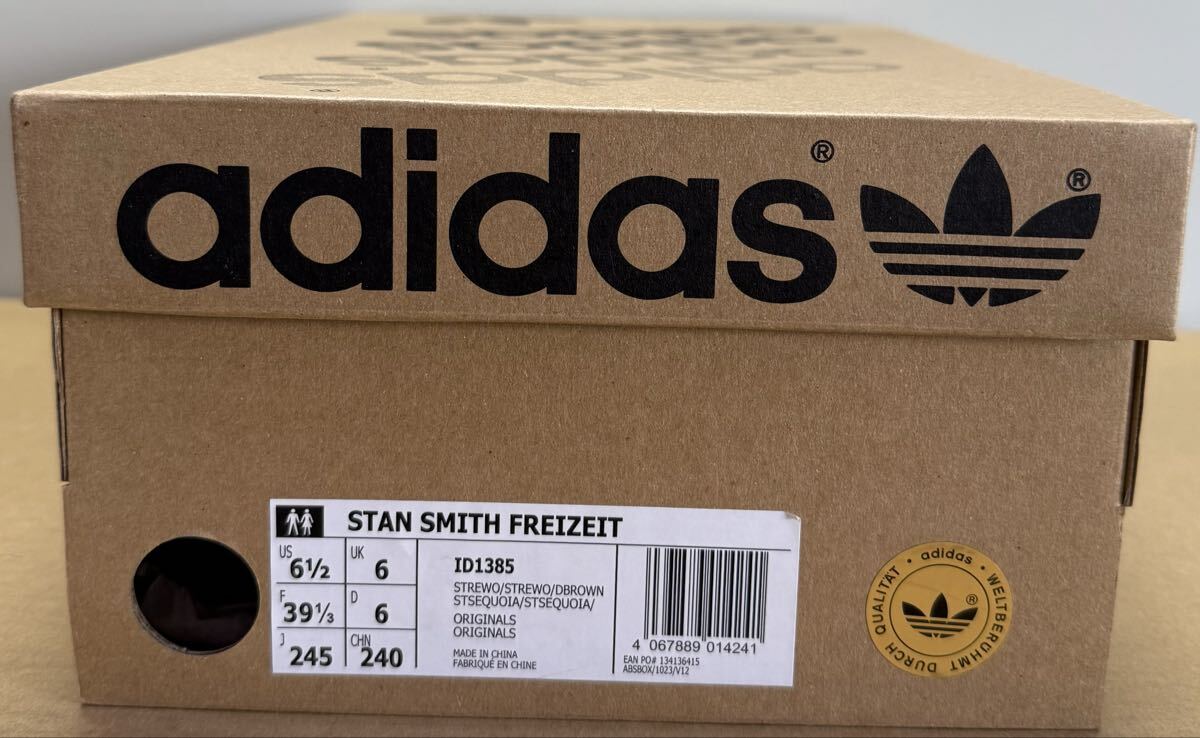 adidas
adidas®
adidas® ®
STAN SMITH FREIZEIT
US 6½ UK 6
F 39⅓ D 6
J 245 CHN 240
ID1385
STREWO/STREWO/DBROWN
STSEQUOIA/STSEQUOIA/
ORIGINALS
ORIGINALS
MADE IN CHINA
FABRIQUÉ EN CHINE
4 067889 014241
EAN PO# 134136415
ABSBOX/1023/V12
adidas • WELTBERÜHMT DURCH QUALITÄT •
®